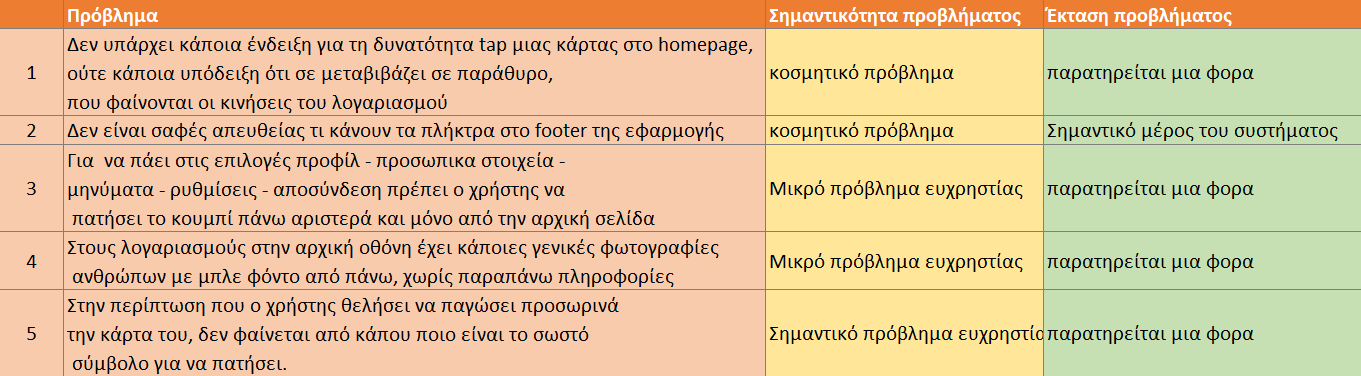 Πρόβλημα Σημαντικότητα προβλήματος Έκταση προβλήματος
1 Δεν υπάρχει κάποια ένδειξη για τη δυνατότητα tap μιας κάρτας στο homepage,
ούτε κάποια υπόδειξη ότι σε μεταβιβάζει σε παράθυρο,
που φαίνονται οι κινήσεις του λογαριασμού
κοσμητικό πρόβλημα παρατηρείται μια φορα
2 Δεν είναι σαφές απευθείας τι κάνουν τα πλήκτρα στο footer της εφαρμογής κοσμητικό πρόβλημα Σημαντικό μέρος του συστήματος
3 Για να πάει στις επιλογές προφίλ - προσωπικα στοιχεία -
μηνύματα - ρυθμίσεις - αποσύνδεση πρέπει ο χρήστης να
πατήσει το κουμπί πάνω αριστερά και μόνο από την αρχική σελίδα
Μικρό πρόβλημα ευχρηστίας παρατηρείται μια φορα
4 Στους λογαριασμούς στην αρχική οθόνη έχει κάποιες γενικές φωτογραφίες
ανθρώπων με μπλε φόντο από πάνω, χωρίς παραπάνω πληροφορίες
Μικρό πρόβλημα ευχρηστίας παρατηρείται μια φορα
5 Στην περίπτωση που ο χρήστης θελήσει να παγώσει προσωρινά
την κάρτα του, δεν φαίνεται από κάπου ποιο είναι το σωστό
σύμβολο για να πατήσει.
Σημαντικό πρόβλημα ευχρηστία παρατηρείται μια φορα